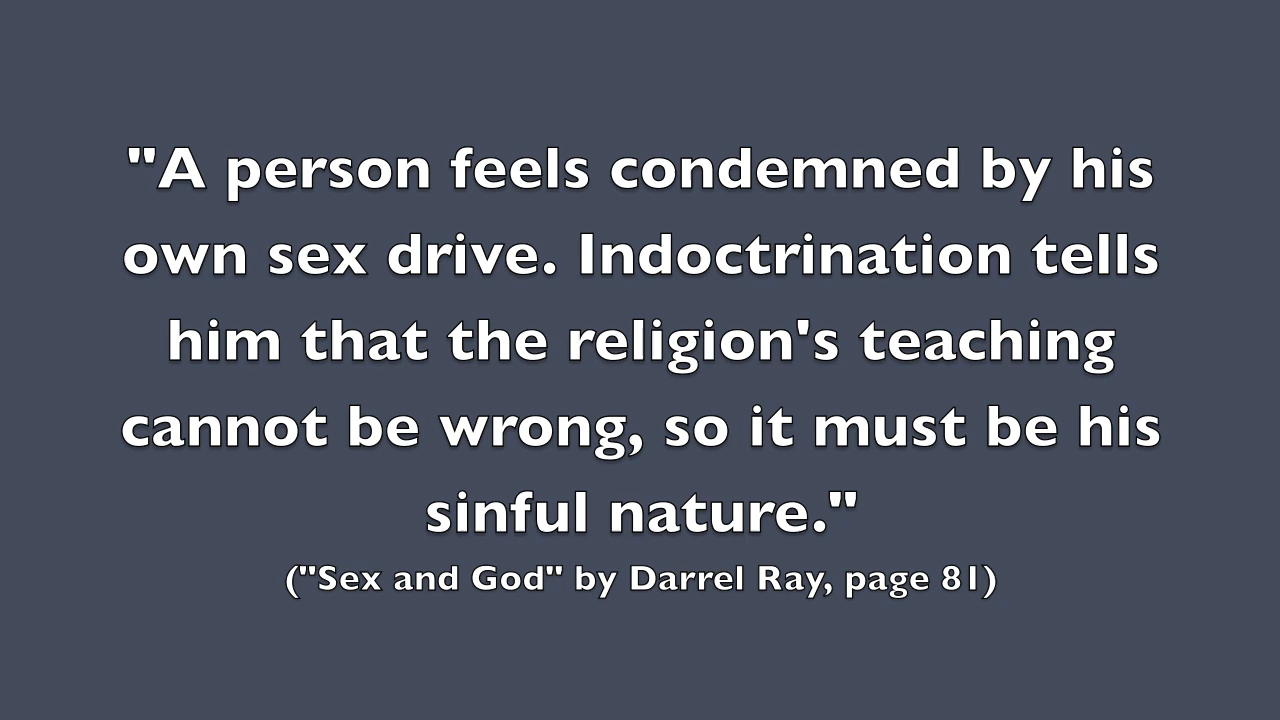 "A person feels condemned by his
own sex drive. Indoctrination tells
him that the religion's teaching
cannot be wrong, so it must be his
sinful nature."
("Sex and God" by Darrel Ray, page 81)